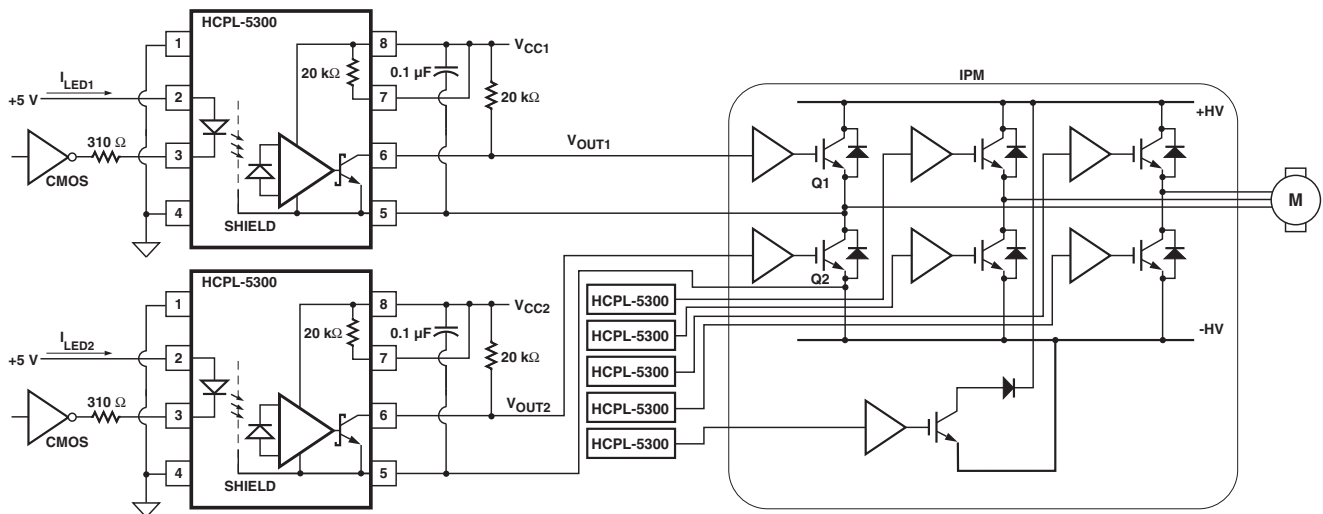 HCPL-5300
1
8
V_CC1
20 kΩ
0.1 µF
20 kΩ
I_LED1
+5 V
2
7
310 Ω
3
6
V_OUT1
CMOS
4
5
SHIELD
IPM
+HV
Q1
M
Q2
-HV
HCPL-5300
1
8
V_CC2
20 kΩ
0.1 µF
20 kΩ
I_LED2
+5 V
2
7
310 Ω
3
6
V_OUT2
CMOS
4
5
SHIELD
HCPL-5300
HCPL-5300
HCPL-5300
HCPL-5300
HCPL-5300